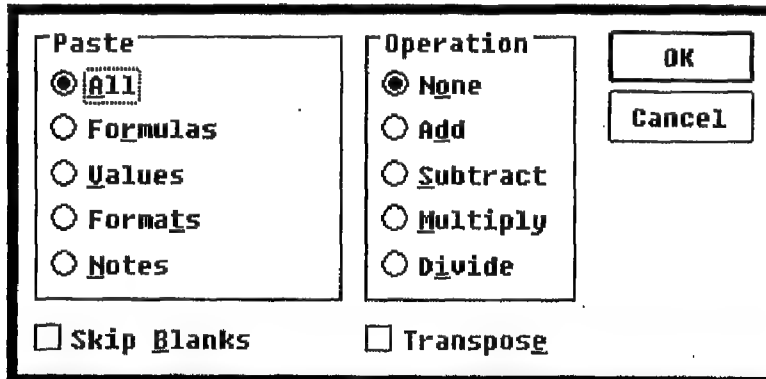 Paste
All
Formulas
Values
Formats
Notes
Operation
None
Add
Subtract
Multiply
Divide
OK
Cancel
Skip Blanks
Transpose